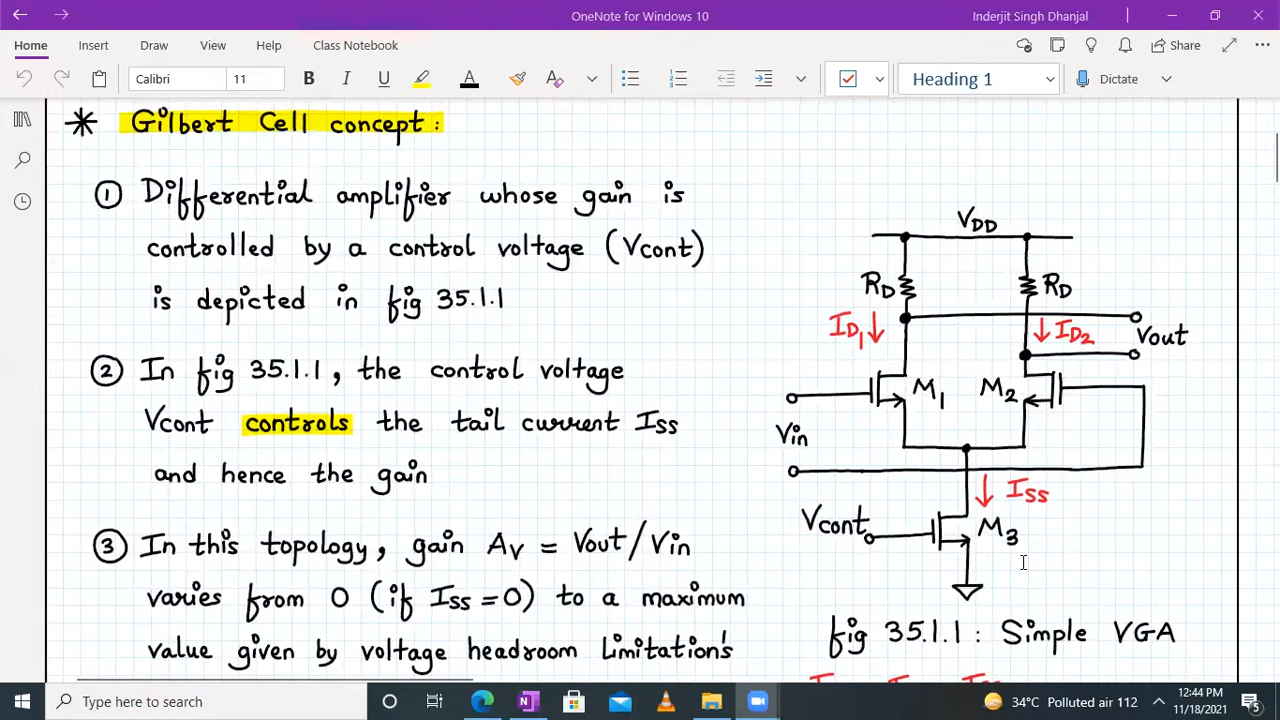 OneNote for Windows 10
Inderjit Singh Dhanjal
Home Insert Draw View Help Class Notebook
Share
Calibri 11 B I U A A Heading 1 Dictate
* Gilbert Cell concept :
① Differential amplifier whose gain is
controlled by a control voltage (Vcont)
is depicted in fig 35.1.1
② In fig 35.1.1, the control voltage
Vcont controls the tail current ISS
and hence the gain
③ In this topology, gain AV = Vout/Vin
varies from 0 (if ISS = 0) to a maximum
value given by voltage headroom Limitation's
VDD
RD RD
ID1 ID2
Vout
M1 M2
Vin
ISS
Vcont
M3
fig 35.1.1 : Simple VGA
Type here to search
34°C Polluted air 112
12:44 PM
11/18/2021
5